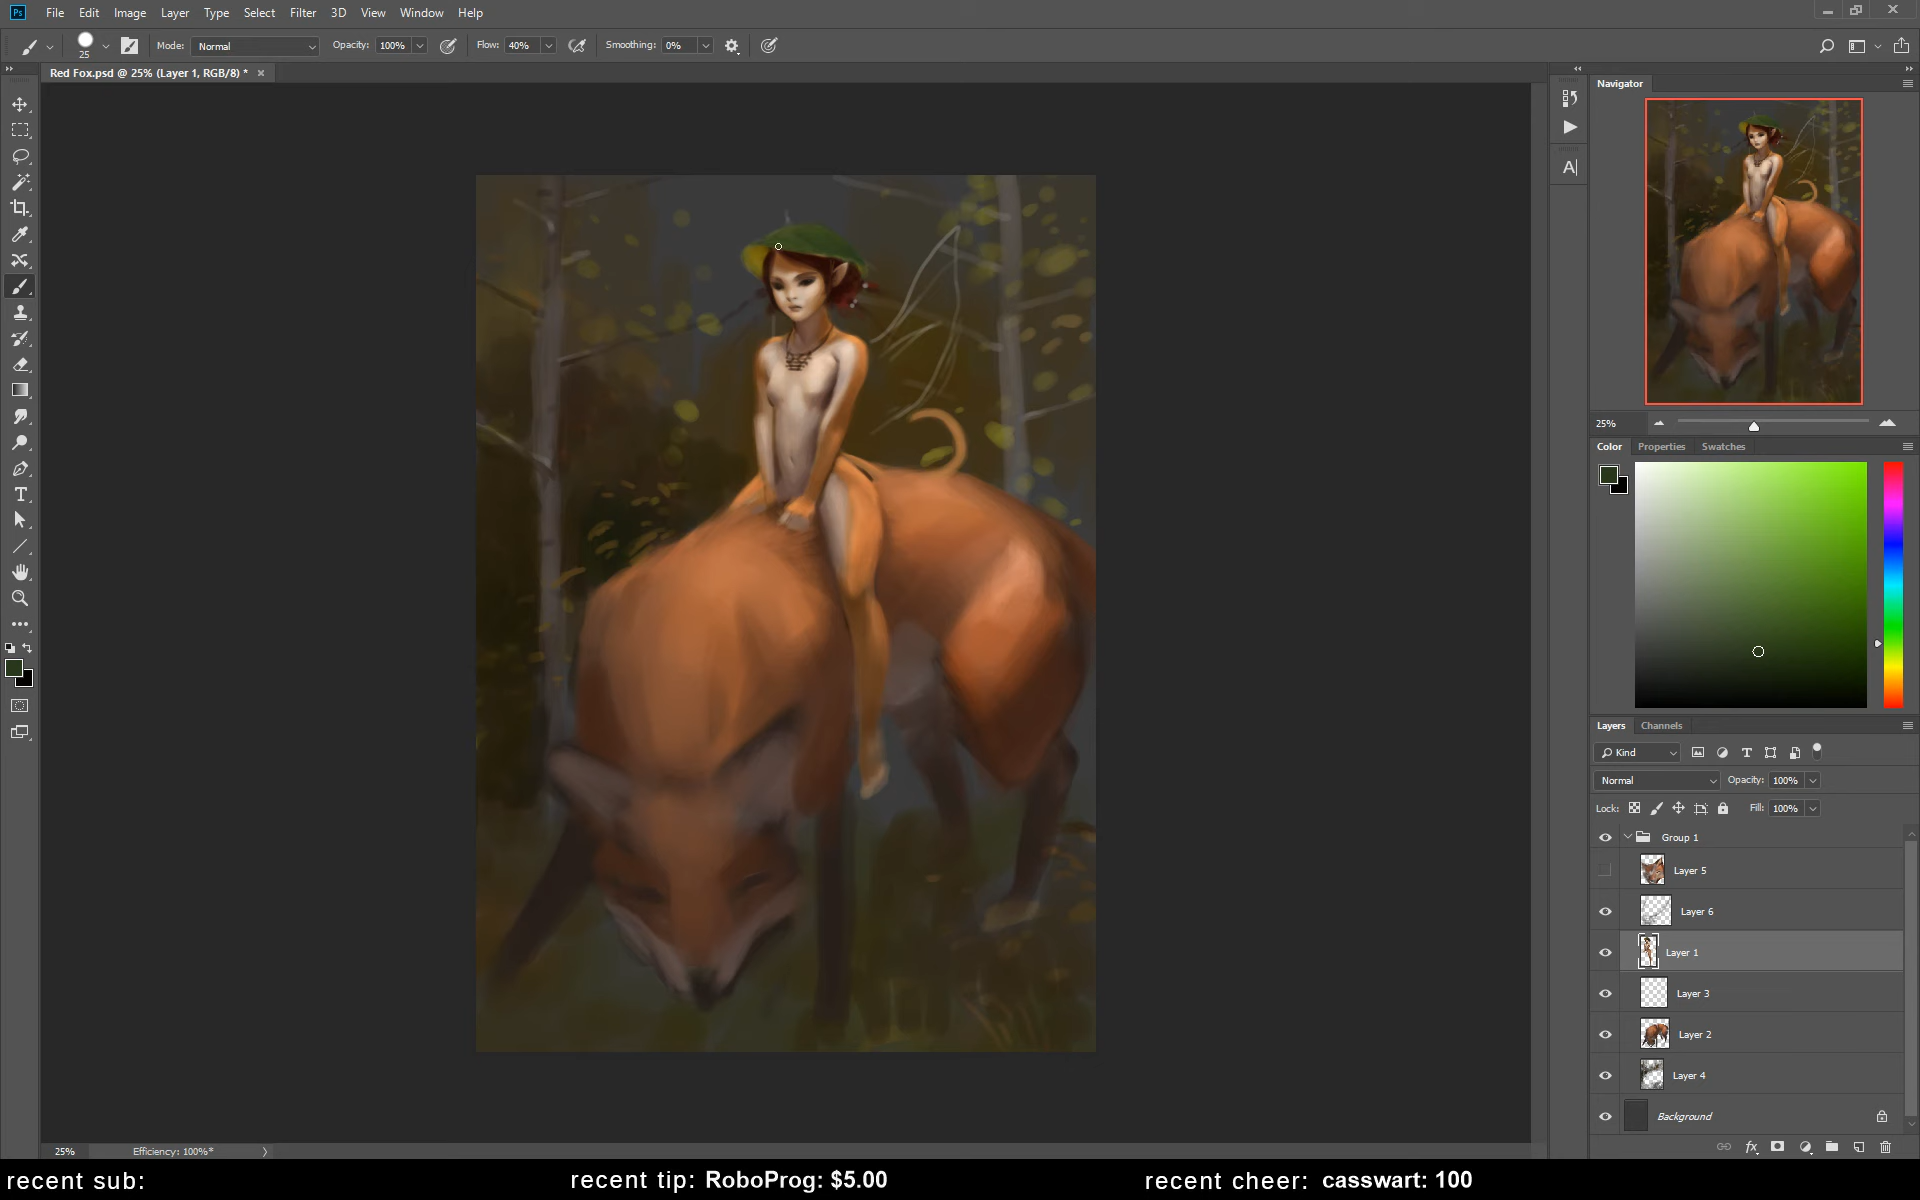 Ps File Edit Image Layer Type Select Filter 3D View Window Help
25 Mode: Normal Opacity: 100% Flow: 40% Smoothing: 0%
Red Fox.psd @ 25% (Layer 1, RGB/8) *
Navigator
25%
Color Properties Swatches
Layers Channels
Kind
Normal Opacity: 100%
Lock: Fill: 100%
Group 1
Layer 5
Layer 6
Layer 1
Layer 3
Layer 2
Layer 4
Background
25% Efficiency: 100%*
recent sub: recent tip: RoboProg: $5.00 recent cheer: casswart: 100